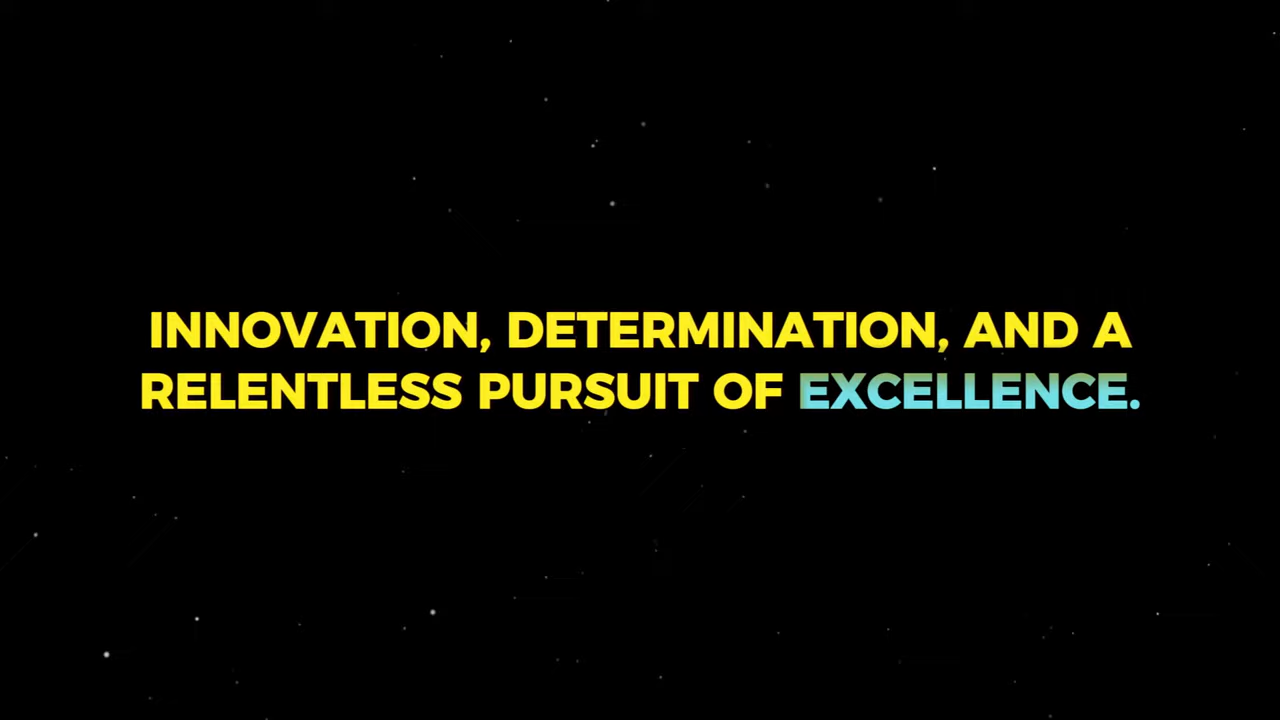 INNOVATION, DETERMINATION, AND A
RELENTLESS PURSUIT OF EXCELLENCE.